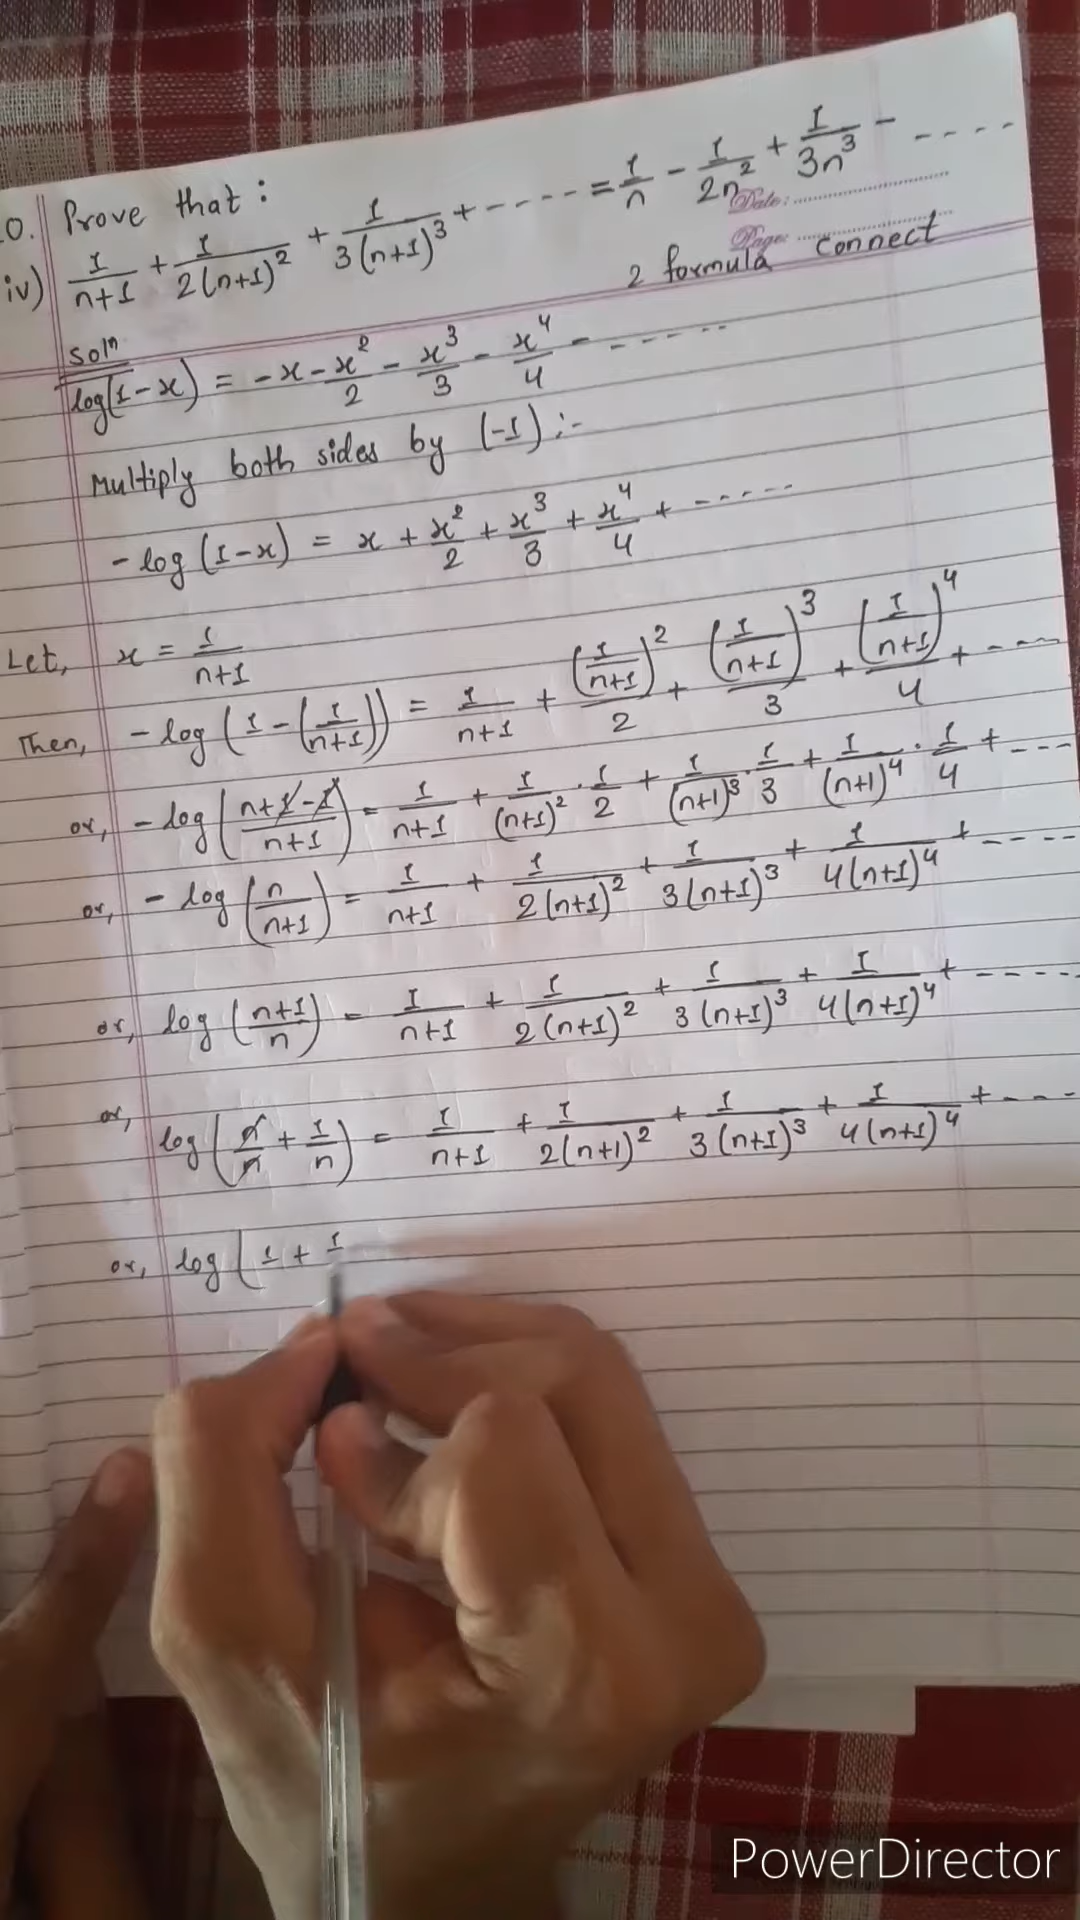 0. Prove that :
iv) 1/(n+1) + 1/(2(n+1)^2) + 1/(3(n+1)^3) + ---- = 1/n - 1/(2n^2) + 1/(3n^3) - ----
Date:
Page:
2 formula connect
Solⁿ
log(1-x) = -x - x^2/2 - x^3/3 - x^4/4 - ------
Multiply both sides by (-1) :-
-log(1-x) = x + x^2/2 + x^3/3 + x^4/4 + -----
Let, x = 1/(n+1)
Then, -log(1-(1/(n+1))) = 1/(n+1) + (1/(n+1))^2/2 + (1/(n+1))^3/3 + (1/(n+1))^4/4 + ----
or, -log((n+1-1)/(n+1)) = 1/(n+1) + 1/(n+1)^2 · 1/2 + 1/(n+1)^3 · 1/3 + 1/(n+1)^4 · 1/4 + ---
or, -log(n/(n+1)) = 1/(n+1) + 1/(2(n+1)^2) + 1/(3(n+1)^3) + 1/(4(n+1)^4) + ----
or, log((n+1)/n) = 1/(n+1) + 1/(2(n+1)^2) + 1/(3(n+1)^3) + 1/(4(n+1)^4) + ----
or, log(n/n + 1/n) = 1/(n+1) + 1/(2(n+1)^2) + 1/(3(n+1)^3) + 1/(4(n+1)^4) + ---
or, log(1 + 1
PowerDirector